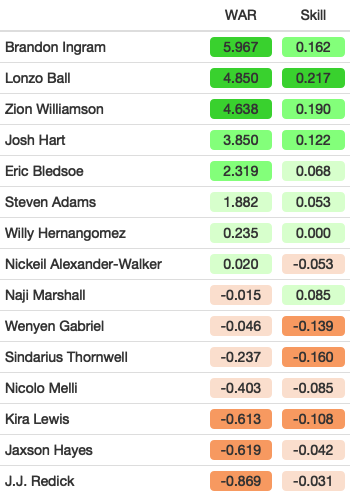 WAR Skill
Brandon Ingram 5.967 0.162
Lonzo Ball 4.850 0.217
Zion Williamson 4.638 0.190
Josh Hart 3.850 0.122
Eric Bledsoe 2.319 0.068
Steven Adams 1.882 0.053
Willy Hernangomez 0.235 0.000
Nickeil Alexander-Walker 0.020 -0.053
Naji Marshall -0.015 0.085
Wenyen Gabriel -0.046 -0.139
Sindarius Thornwell -0.237 -0.160
Nicolo Melli -0.403 -0.085
Kira Lewis -0.613 -0.108
Jaxson Hayes -0.619 -0.042
J.J. Redick -0.869 -0.031